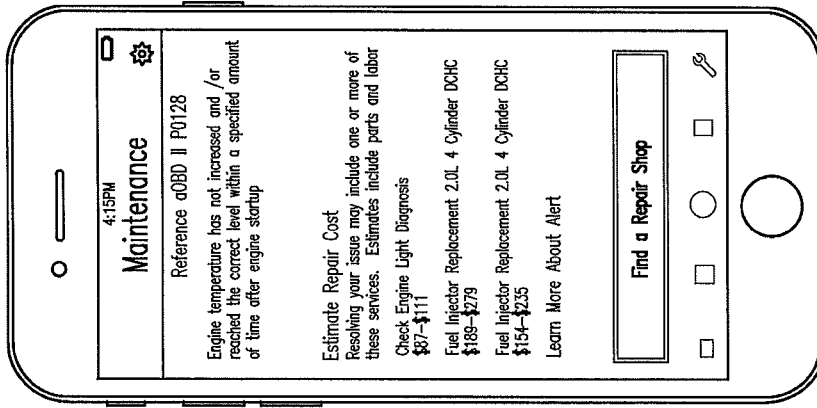 4:15PM
Maintenance
Reference aOBD II P0128
Engine temperature has not increased and /or
reached the correct level within a specified amount
of time after engine startup
Estimate Repair Cost
Resolving your issue may include one or more of
these services. Estimates include parts and labor
Check Engine Light Diagnosis
$87–$111
Fuel Injector Replacement 2.0L 4 Cylinder DCHC
$189–$279
Fuel Injector Replacement 2.0L 4 Cylinder DCHC
$154–$235
Learn More About Alert
Find a Repair Shop